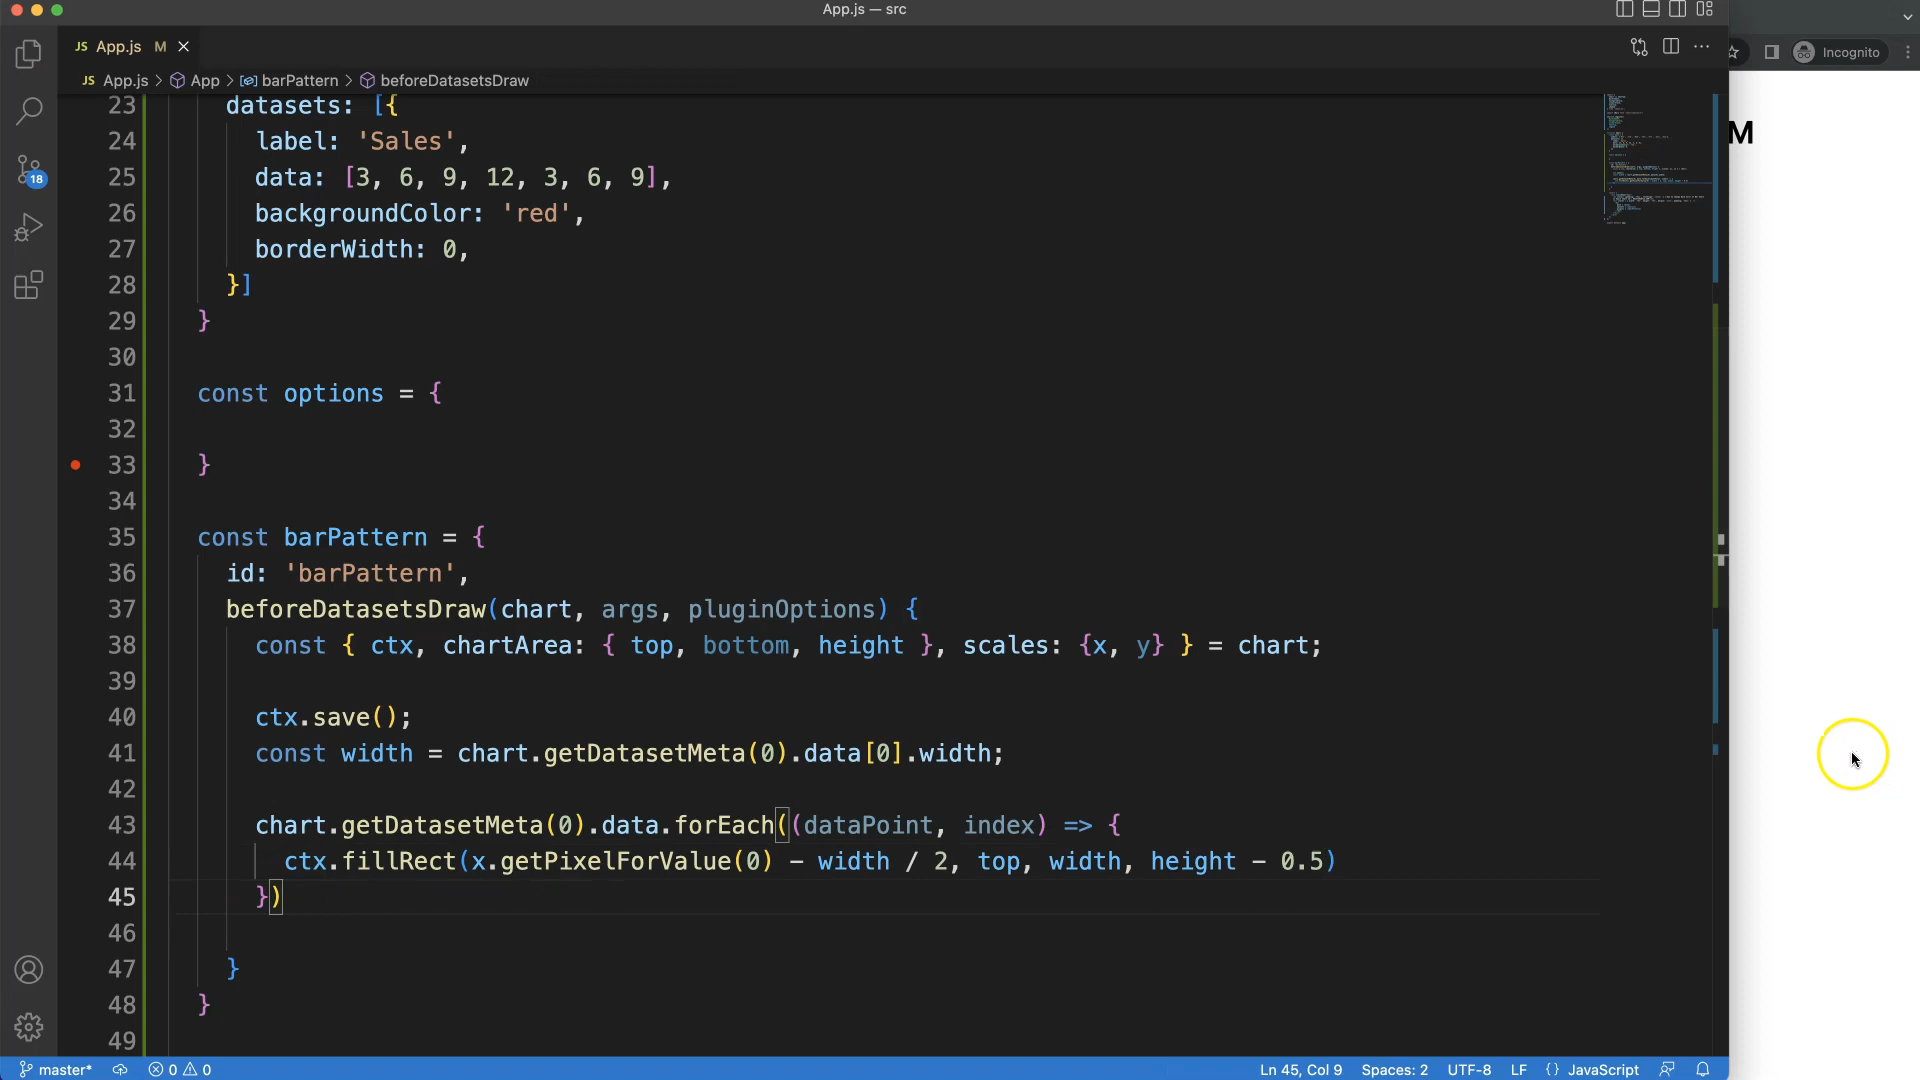 App.js — src
JS App.js M
Incognito
JS App.js > App > barPattern > beforeDatasetsDraw
M
23 datasets: [{
24 label: 'Sales',
25 data: [3, 6, 9, 12, 3, 6, 9],
26 backgroundColor: 'red',
27 borderWidth: 0,
28 }]
29 }
30
31 const options = {
32
33 }
34
35 const barPattern = {
36 id: 'barPattern',
37 beforeDatasetsDraw(chart, args, pluginOptions) {
38 const { ctx, chartArea: { top, bottom, height }, scales: {x, y} } = chart;
39
40 ctx.save();
41 const width = chart.getDatasetMeta(0).data[0].width;
42
43 chart.getDatasetMeta(0).data.forEach((dataPoint, index) => {
44 ctx.fillRect(x.getPixelForValue(0) - width / 2, top, width, height - 0.5)
45 })
46
47 }
48 }
49
18
master* 0 0 Ln 45, Col 9 Spaces: 2 UTF-8 LF {} JavaScript